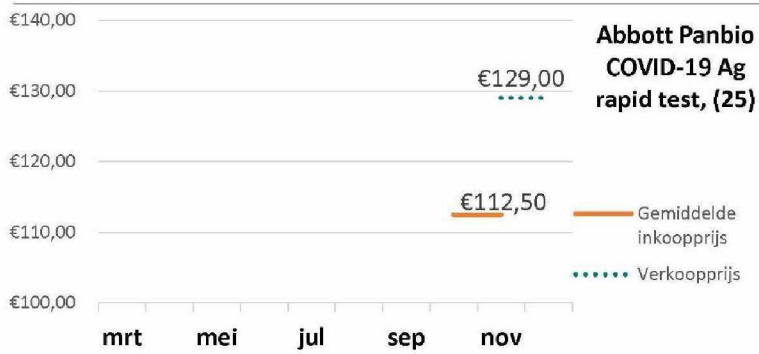 €140,00
€130,00
€120,00
€110,00
€100,00
€129,00
€112,50
mrt mei jul sep nov
Abbott Panbio
COVID-19 Ag
rapid test, (25)
Gemiddelde
inkoopprijs
Verkoopprijs